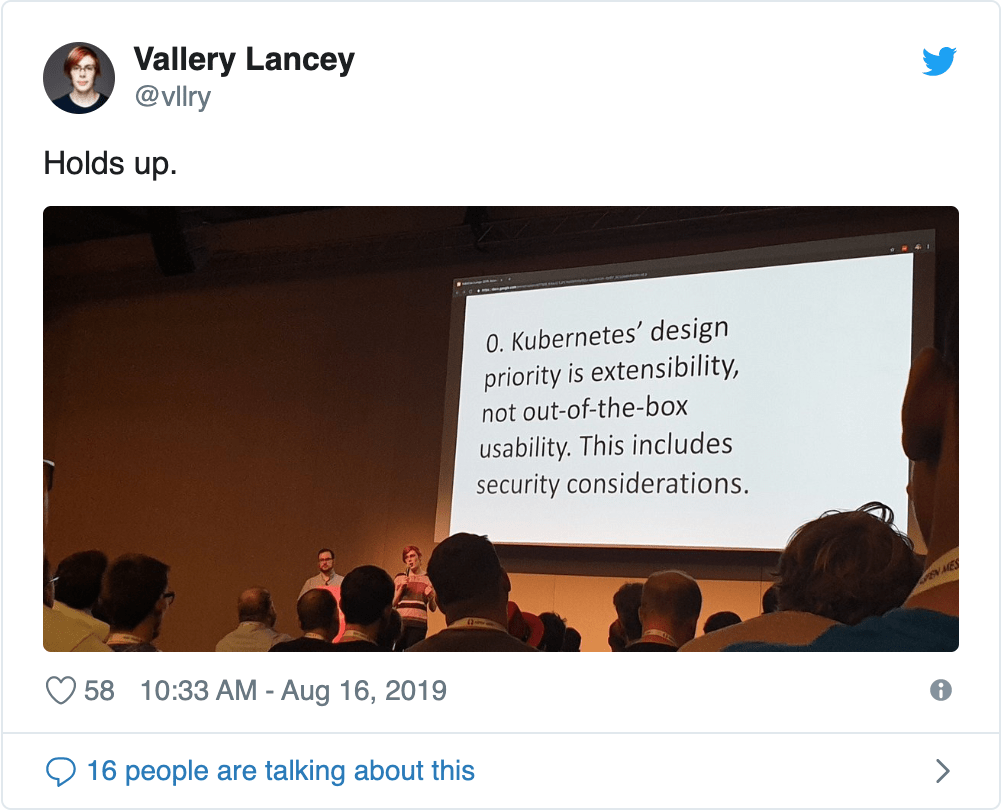 Vallery Lancey
@vllry
Holds up.
0. Kubernetes’ design
priority is extensibility,
not out-of-the-box
usability. This includes
security considerations.
58 10:33 AM - Aug 16, 2019
16 people are talking about this